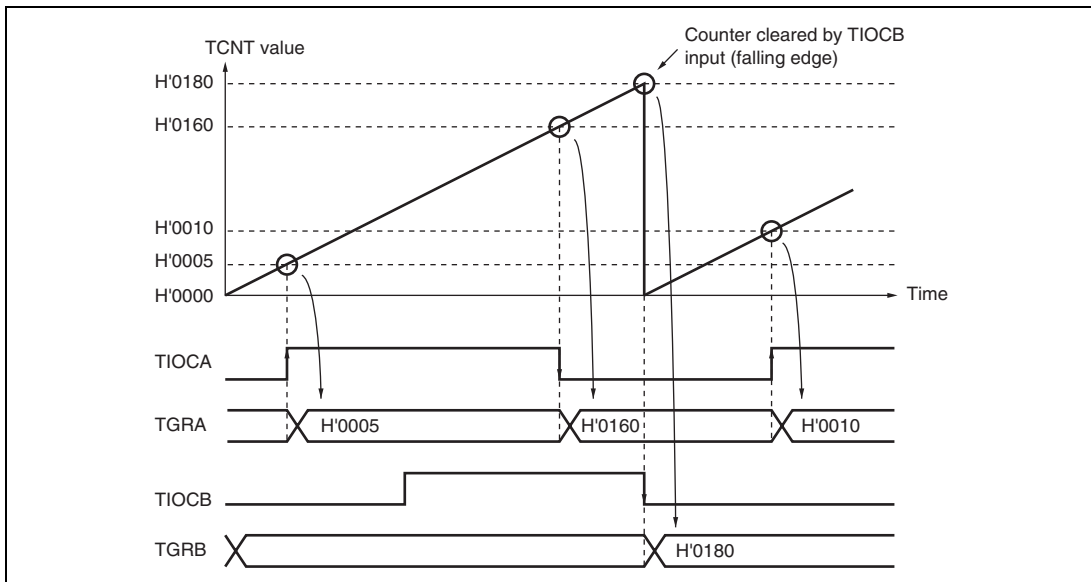 Counter cleared by TIOCB
input (falling edge)
TCNT value
H'0180
H'0160
H'0010
H'0005
H'0000
Time
TIOCA
TGRA
H'0005
H'0160
H'0010
TIOCB
TGRB
H'0180